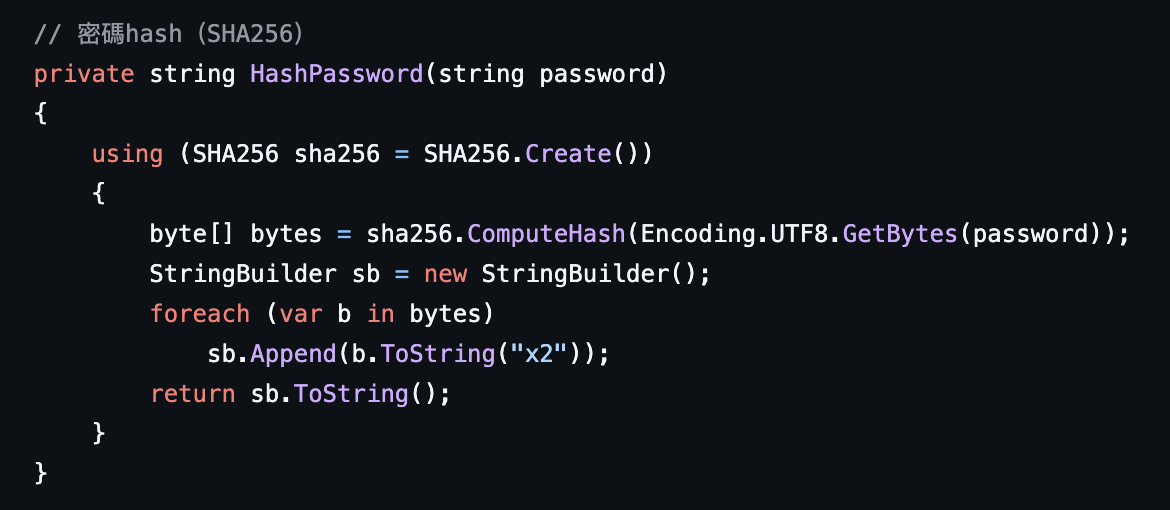 // 密碼hash（SHA256）
private string HashPassword(string password)
{
    using (SHA256 sha256 = SHA256.Create())
    {
        byte[] bytes = sha256.ComputeHash(Encoding.UTF8.GetBytes(password));
        StringBuilder sb = new StringBuilder();
        foreach (var b in bytes)
            sb.Append(b.ToString("x2"));
        return sb.ToString();
    }
}